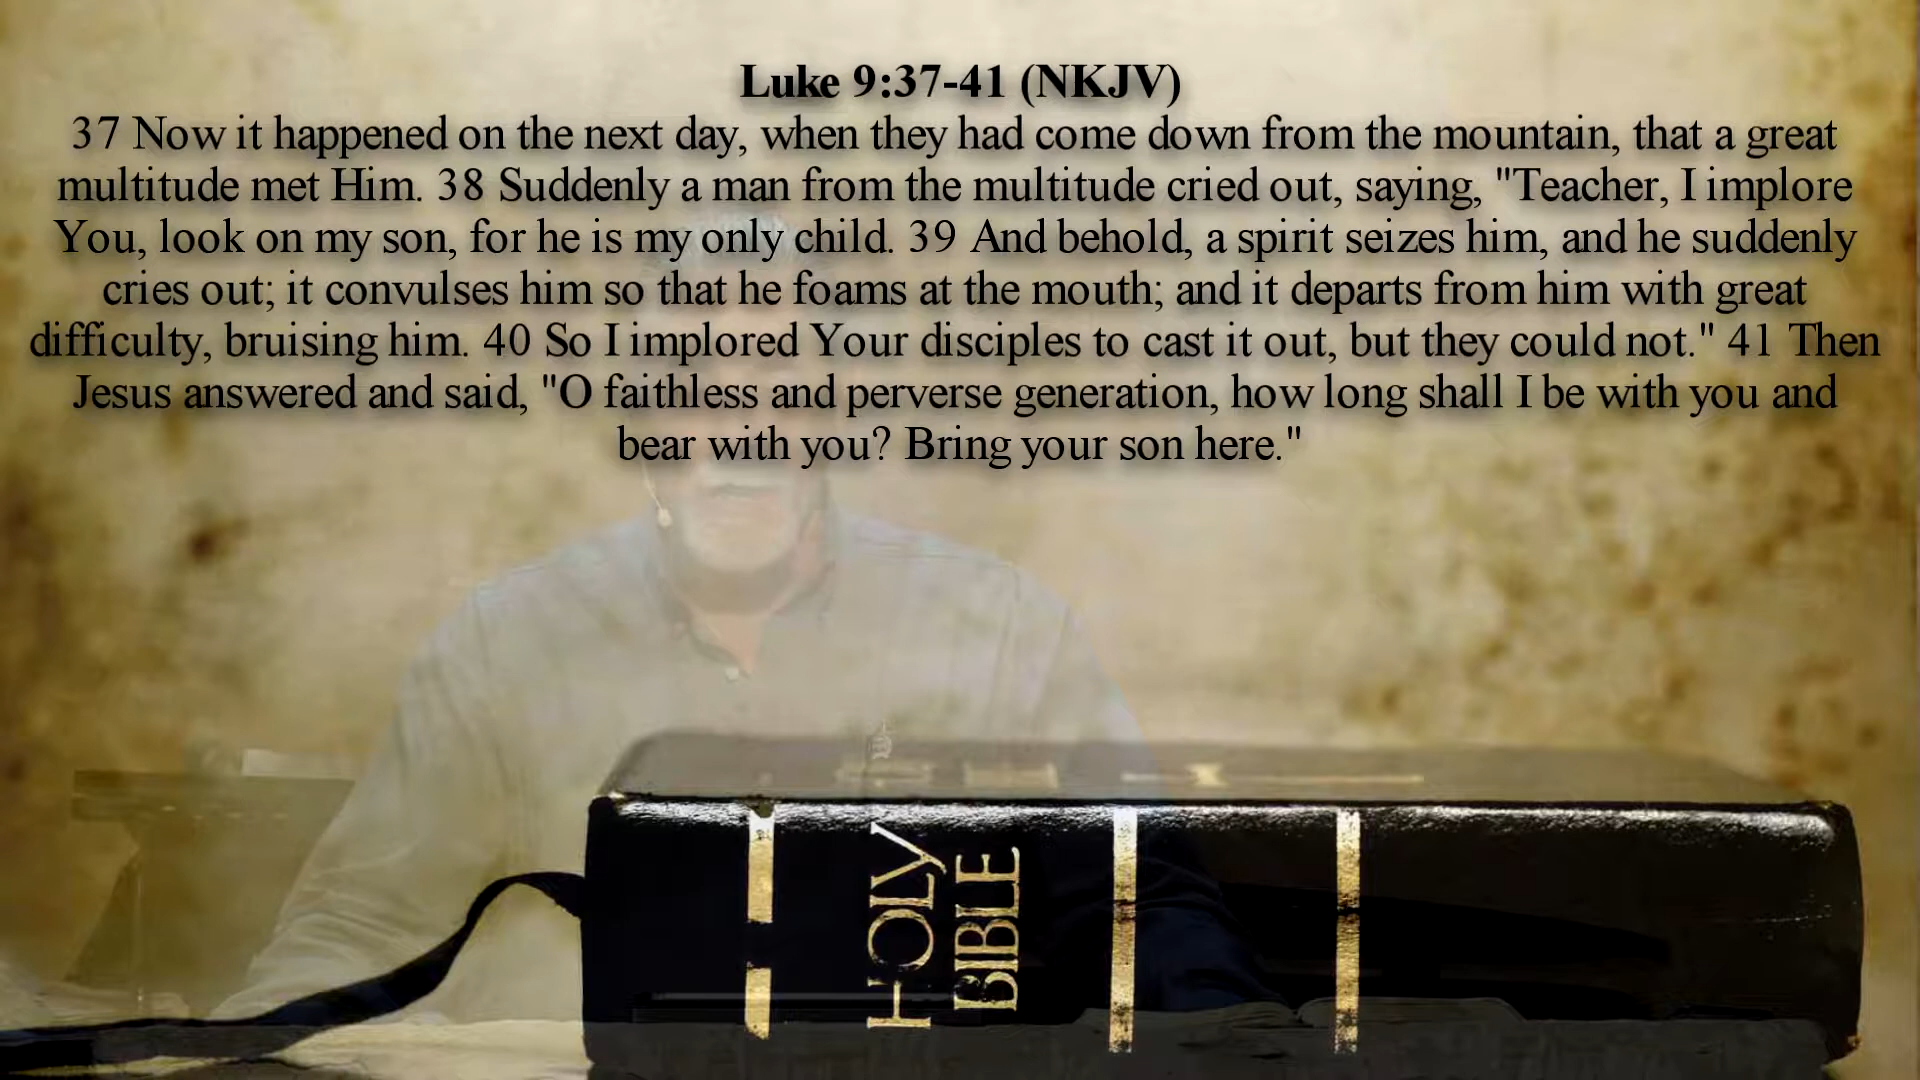 Luke 9:37-41 (NKJV)
37 Now it happened on the next day, when they had come down from the mountain, that a great
multitude met Him. 38 Suddenly a man from the multitude cried out, saying, "Teacher, I implore
You, look on my son, for he is my only child. 39 And behold, a spirit seizes him, and he suddenly
cries out; it convulses him so that he foams at the mouth; and it departs from him with great
difficulty, bruising him. 40 So I implored Your disciples to cast it out, but they could not." 41 Then
Jesus answered and said, "O faithless and perverse generation, how long shall I be with you and
bear with you? Bring your son here."
HOLY
BIBLE